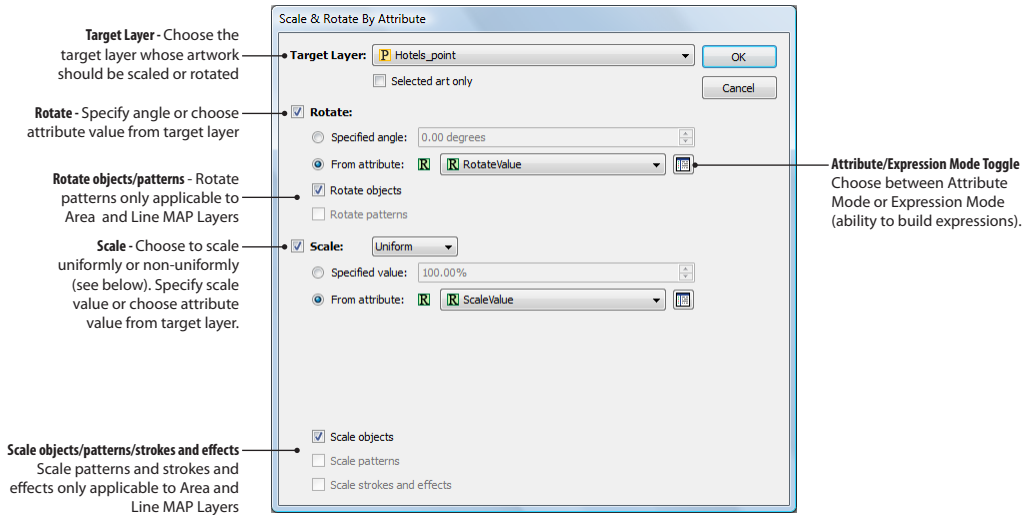 Scale & Rotate By Attribute
Target Layer - Choose the
target layer whose artwork
should be scaled or rotated
Target Layer:
P Hotels_point
OK
Selected art only
Cancel
Rotate - Specify angle or choose
attribute value from target layer
Rotate:
Specified angle:
0.00 degrees
From attribute:
R
R RotateValue
Attribute/Expression Mode Toggle
Choose between Attribute
Mode or Expression Mode
(ability to build expressions).
Rotate objects/patterns - Rotate
patterns only applicable to
Area and Line MAP Layers
Rotate objects
Rotate patterns
Scale - Choose to scale
uniformly or non-uniformly
(see below). Specify scale
value or choose attribute
value from target layer.
Scale:
Uniform
Specified value:
100.00%
From attribute:
R
R ScaleValue
Scale objects/patterns/strokes and effects
Scale patterns and strokes and
effects only applicable to Area and
Line MAP Layers
Scale objects
Scale patterns
Scale strokes and effects